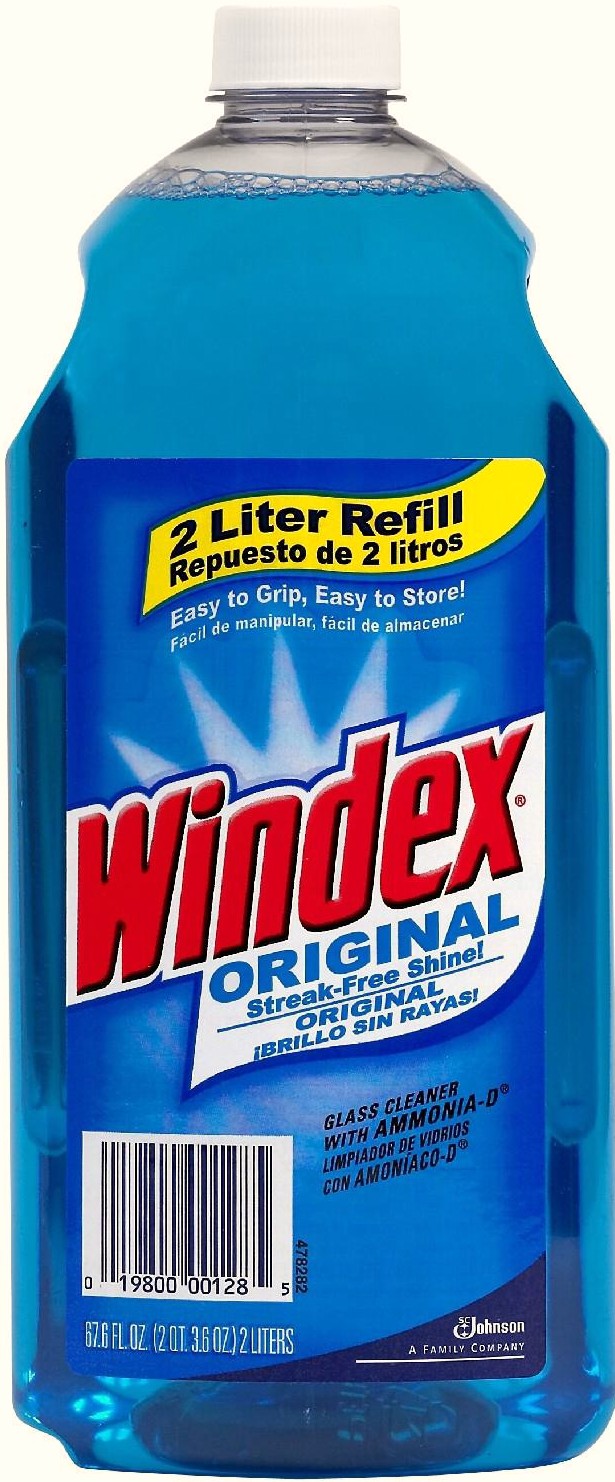 2 Liter Refill
Repuesto de 2 litros
Easy to Grip, Easy to Store!
Fácil de manipular, fácil de almacenar
Windex®
ORIGINAL
Streak-Free Shine!
ORIGINAL
¡BRILLO SIN RAYAS!
GLASS CLEANER
WITH AMMONIA-D®
LIMPIADOR DE VIDRIOS
CON AMONÍACO-D®
478282
0 19800 00128 5
67.6 FL. OZ. (2 QT. 3.6 OZ.) 2 LITERS
SC Johnson
A FAMILY COMPANY